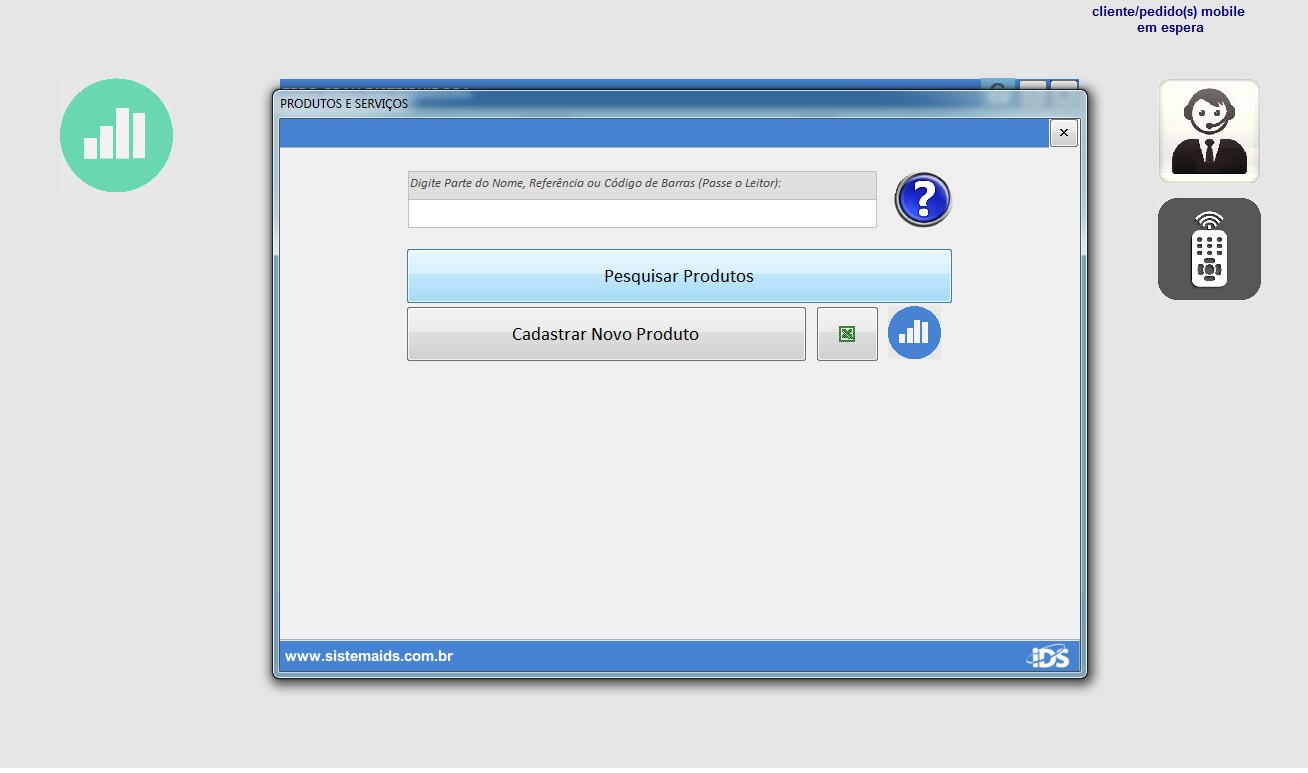 cliente/pedido(s) mobile
em espera
PRODUTOS E SERVIÇOS
Digite Parte do Nome, Referência ou Código de Barras (Passe o Leitor):
Pesquisar Produtos
Cadastrar Novo Produto
www.sistemaids.com.br
iDS